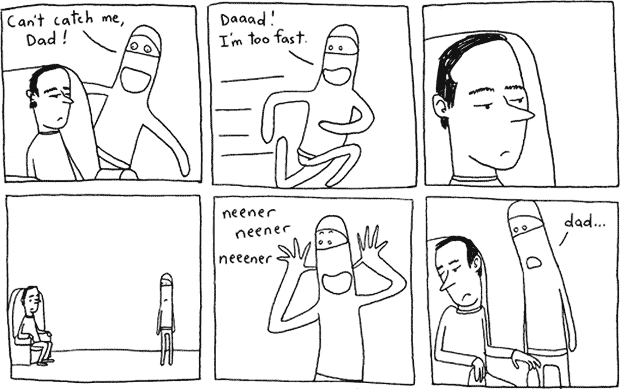 Can't catch me,
Dad!
Daaad!
I'm too fast.
neener
neener
neeener
dad...